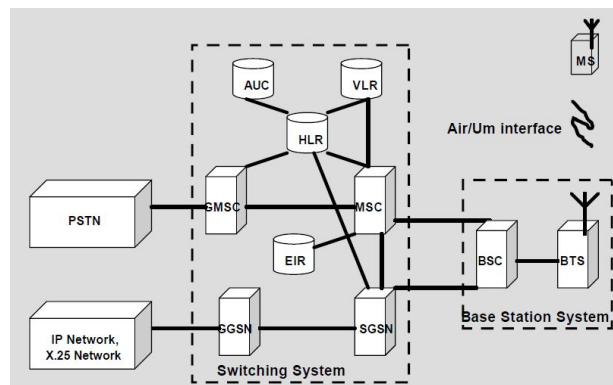 AUC
VLR
MS
HLR
Air/Um interface
PSTN
GMSC
MSC
EIR
BSC
BTS
IP Network,
X.25 Network
GGSN
SGSN
Base Station System
Switching System